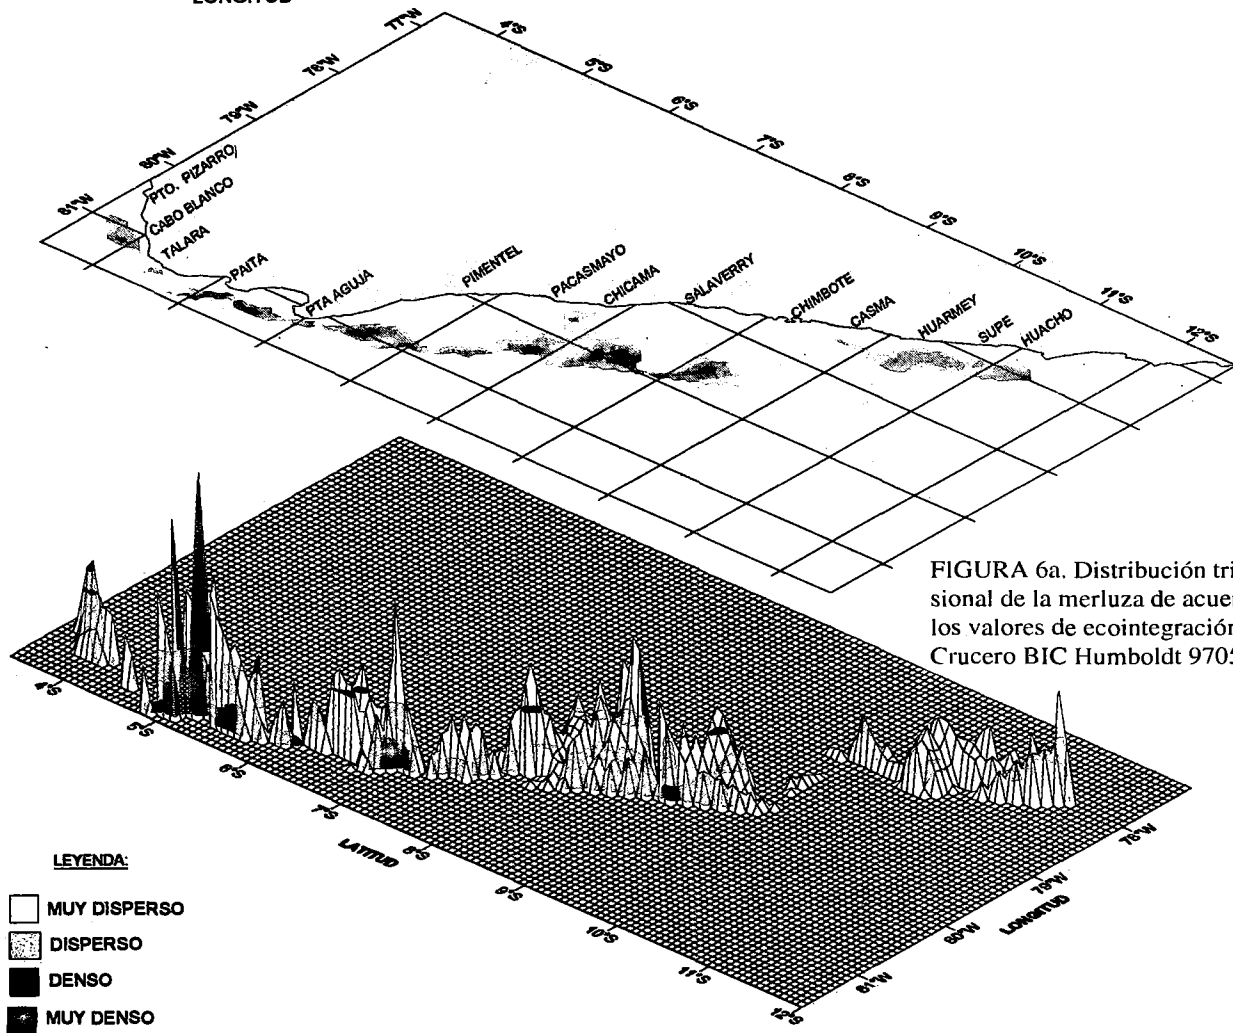 77°W
78°W
79°W
80°W
81°W
4°S
5°S
6°S
7°S
8°S
9°S
10°S
11°S
12°S
PTO. PIZARRO
CABO BLANCO
TALARA
PAITA
PTA AGUJA
PIMENTEL
PACASMAYO
CHICAMA
SALAVERRY
CHIMBOTE
CASMA
HUARMEY
SUPE
HUACHO
FIGURA 6a. Distribución tri
sional de la merluza de acue
los valores de ecointegración
Crucero BIC Humboldt 9705
4°S
5°S
6°S
7°S
LATITUD
8°S
9°S
10°S
11°S
12°S
78°W
79°W
LONGITUD
80°W
81°W
LEYENDA:
MUY DISPERSO
DISPERSO
DENSO
MUY DENSO